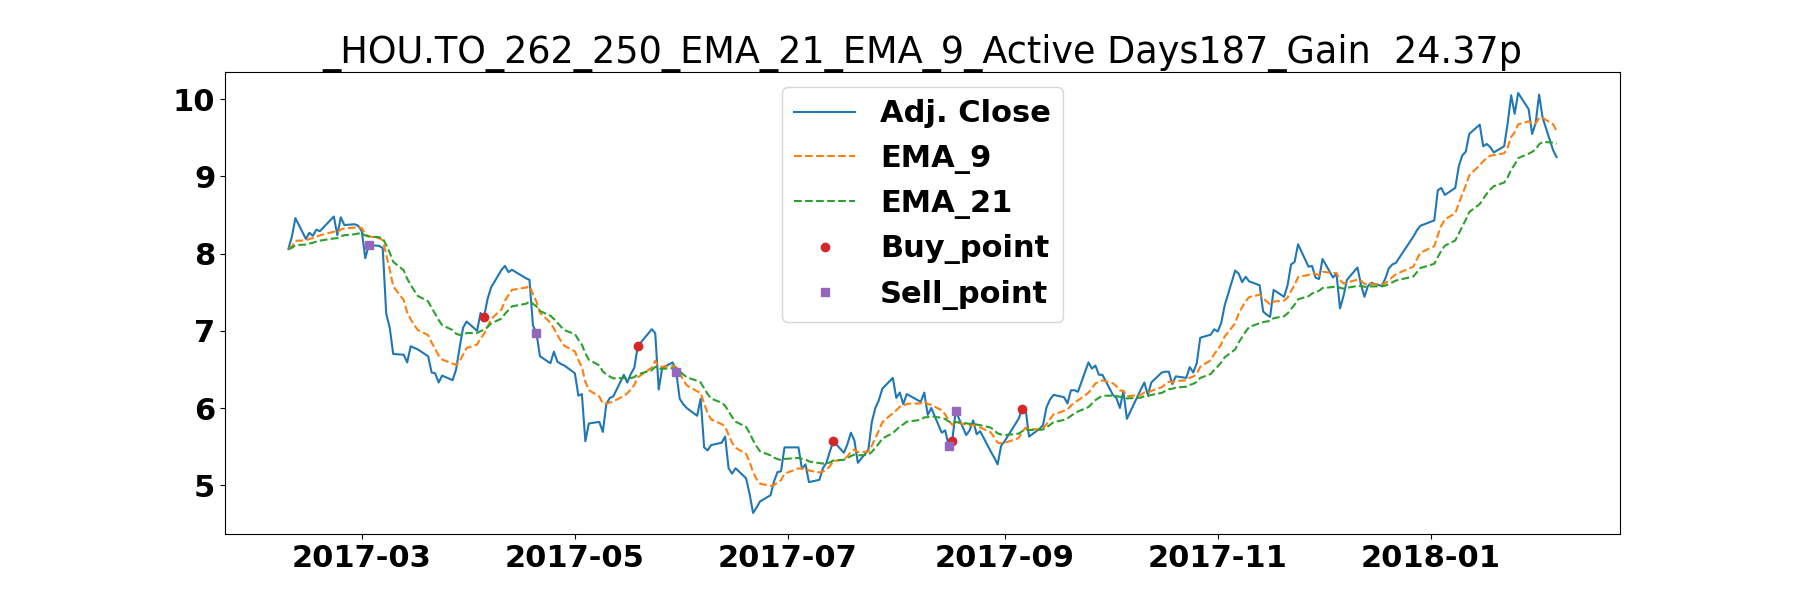 _HOU.TO_262_250_EMA_21_EMA_9_Active Days187_Gain  24.37p
10
9
8
7
6
5
Adj. Close
EMA_9
EMA_21
Buy_point
Sell_point
2017-03 2017-05 2017-07 2017-09 2017-11 2018-01